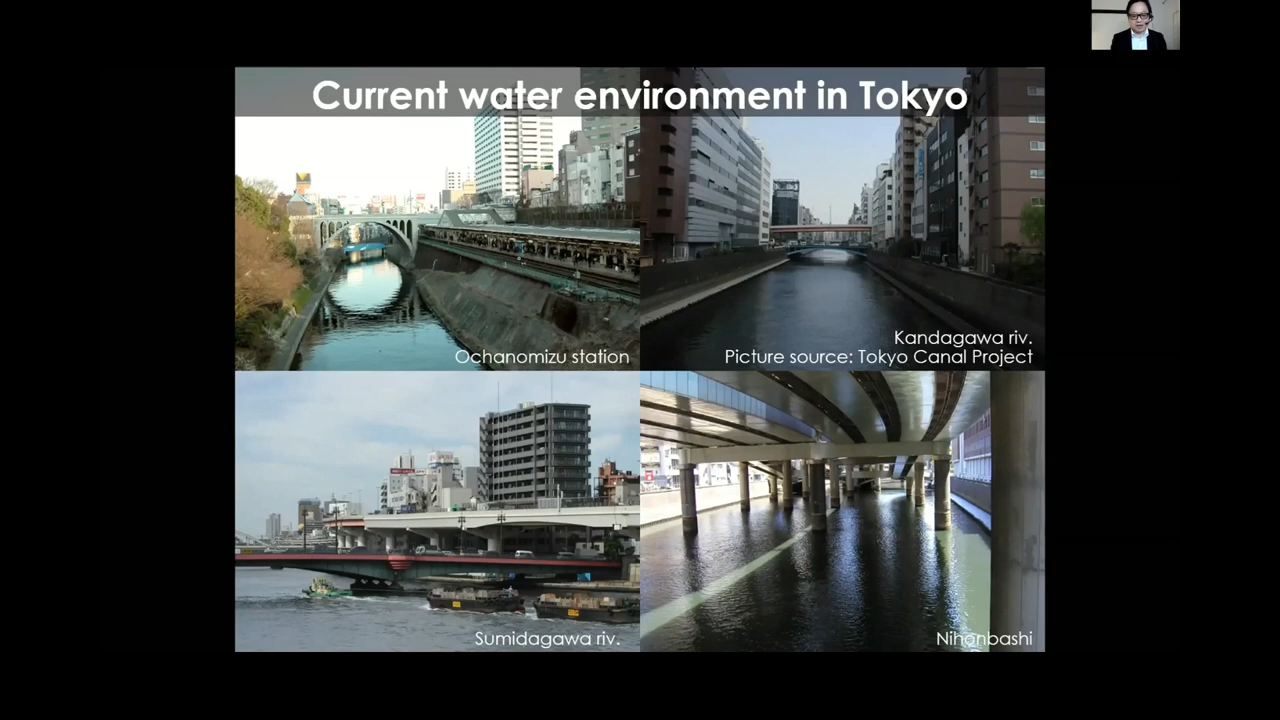 Current water environment in Tokyo
Ochanomizu station
Kandagawa riv.
Picture source: Tokyo Canal Project
Sumidagawa riv.
Nihonbashi